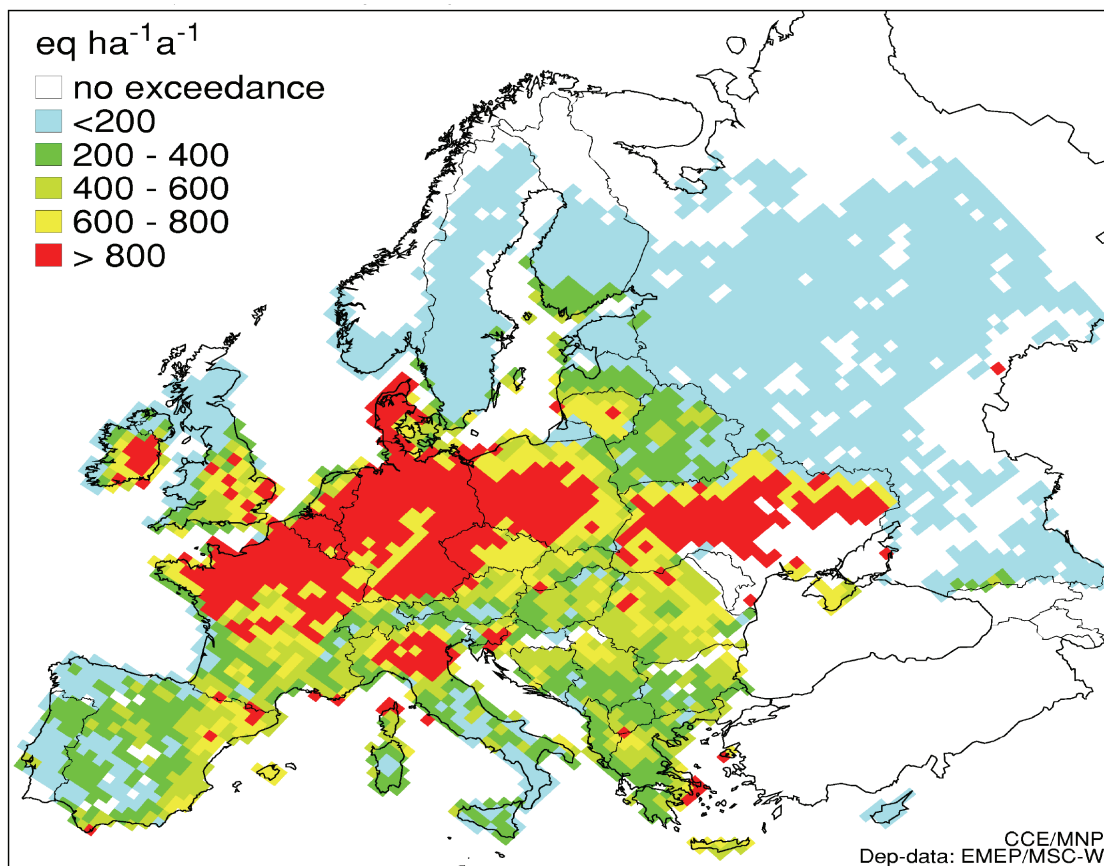 eq ha⁻¹a⁻¹
no exceedance
<200
200 - 400
400 - 600
600 - 800
> 800
CCE/MNP
Dep-data: EMEP/MSC-W